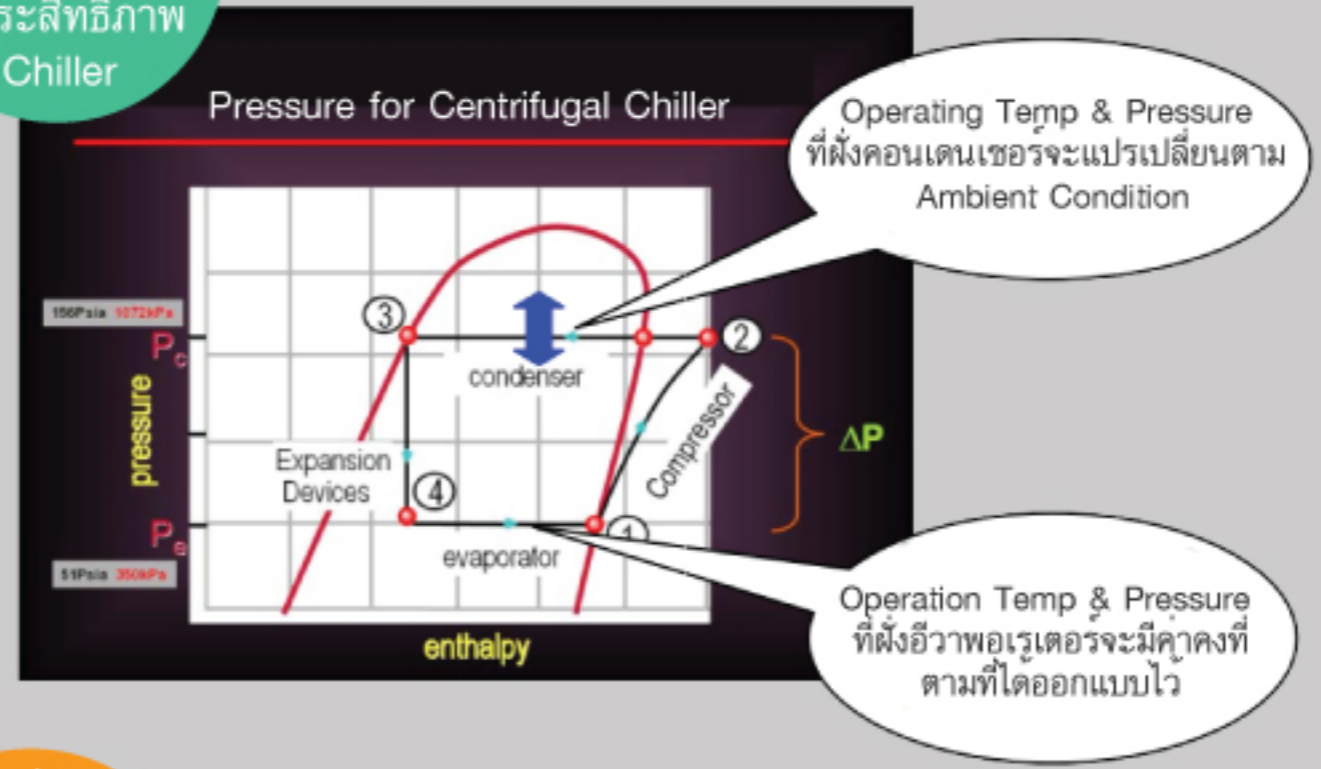 ระสิทธิภาพ
Chiller
Pressure for Centrifugal Chiller
Operating Temp & Pressure
ที่ฝั่งคอนเดนเซอร์จะแปรเปลี่ยนตาม
Ambient Condition
156Psia 1072kPa
Pc
3
2
condenser
pressure
Compressor
ΔP
Expansion
Devices
4
Pe
1
evaporator
51Psia 350kPa
enthalpy
Operation Temp & Pressure
ที่ฝั่งอีวาพอเรเตอร์จะมีค่าคงที่
ตามที่ได้ออกแบบไว้